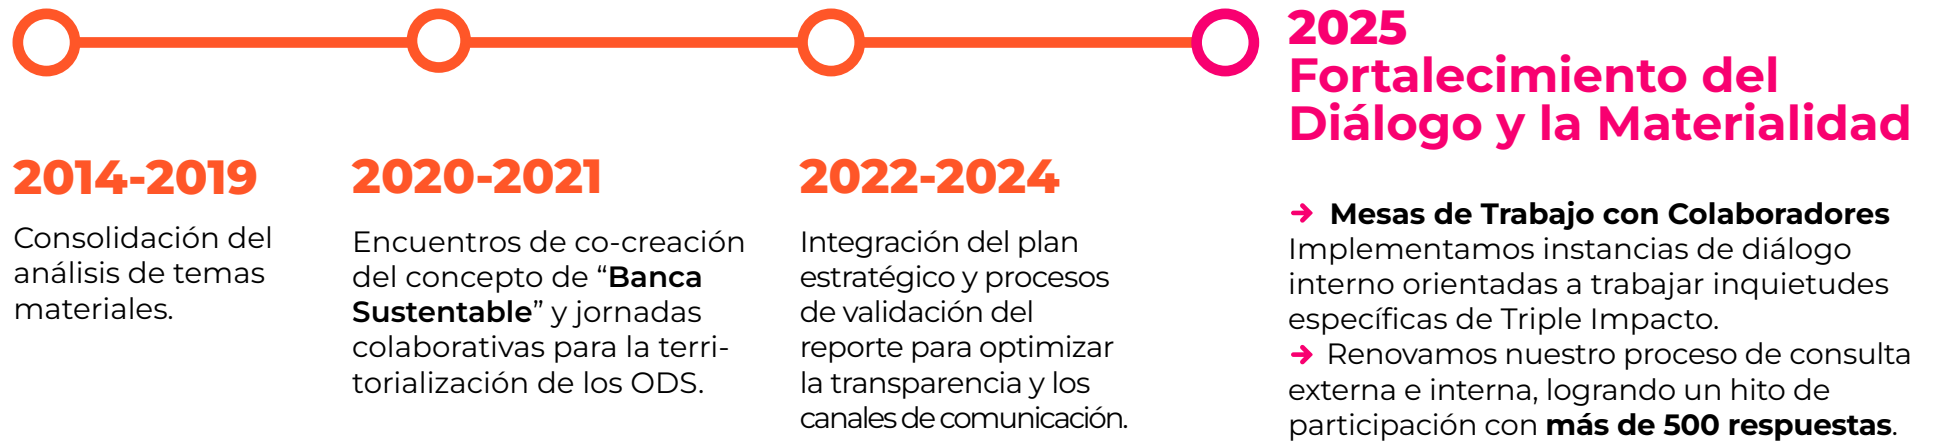 2014-2019
Consolidación del
análisis de temas
materiales.
2020-2021
Encuentros de co-creación
del concepto de “Banca
Sustentable” y jornadas
colaborativas para la terri-
torialización de los ODS.
2022-2024
Integración del plan
estratégico y procesos
de validación del
reporte para optimizar
la transparencia y los
canales de comunicación.
2025
Fortalecimiento del
Diálogo y la Materialidad
→ Mesas de Trabajo con Colaboradores
Implementamos instancias de diálogo
interno orientadas a trabajar inquietudes
específicas de Triple Impacto.
→ Renovamos nuestro proceso de consulta
externa e interna, logrando un hito de
participación con más de 500 respuestas.